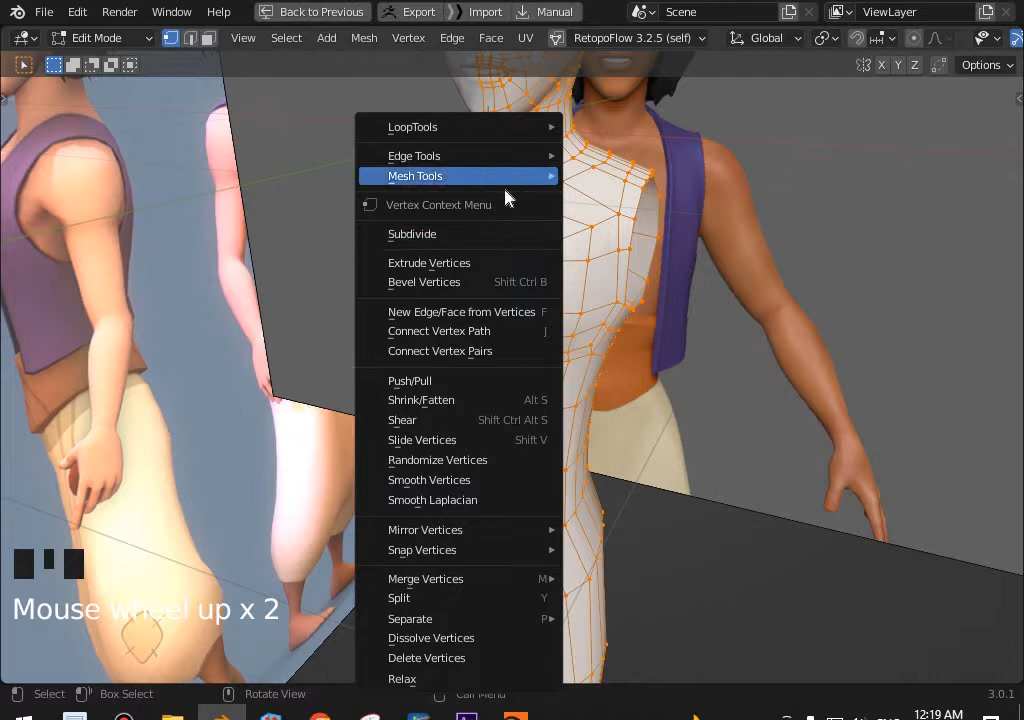 File Edit Render Window Help Back to Previous Export Import Manual Scene ViewLayer
Edit Mode View Select Add Mesh Vertex Edge Face UV RetopoFlow 3.2.5 (self) Global
X Y Z Options
LoopTools
Edge Tools
Mesh Tools
Vertex Context Menu
Subdivide
Extrude Vertices
Bevel Vertices Shift Ctrl B
New Edge/Face from Vertices F
Connect Vertex Path J
Connect Vertex Pairs
Push/Pull
Shrink/Fatten Alt S
Shear Shift Ctrl Alt S
Slide Vertices Shift V
Randomize Vertices
Smooth Vertices
Smooth Laplacian
Mirror Vertices
Snap Vertices
Merge Vertices M
Split Y
Separate P
Dissolve Vertices
Delete Vertices
Relax
Mouse wheel up x 2
Select Box Select Rotate View Call Menu 3.0.1
12:19 AM